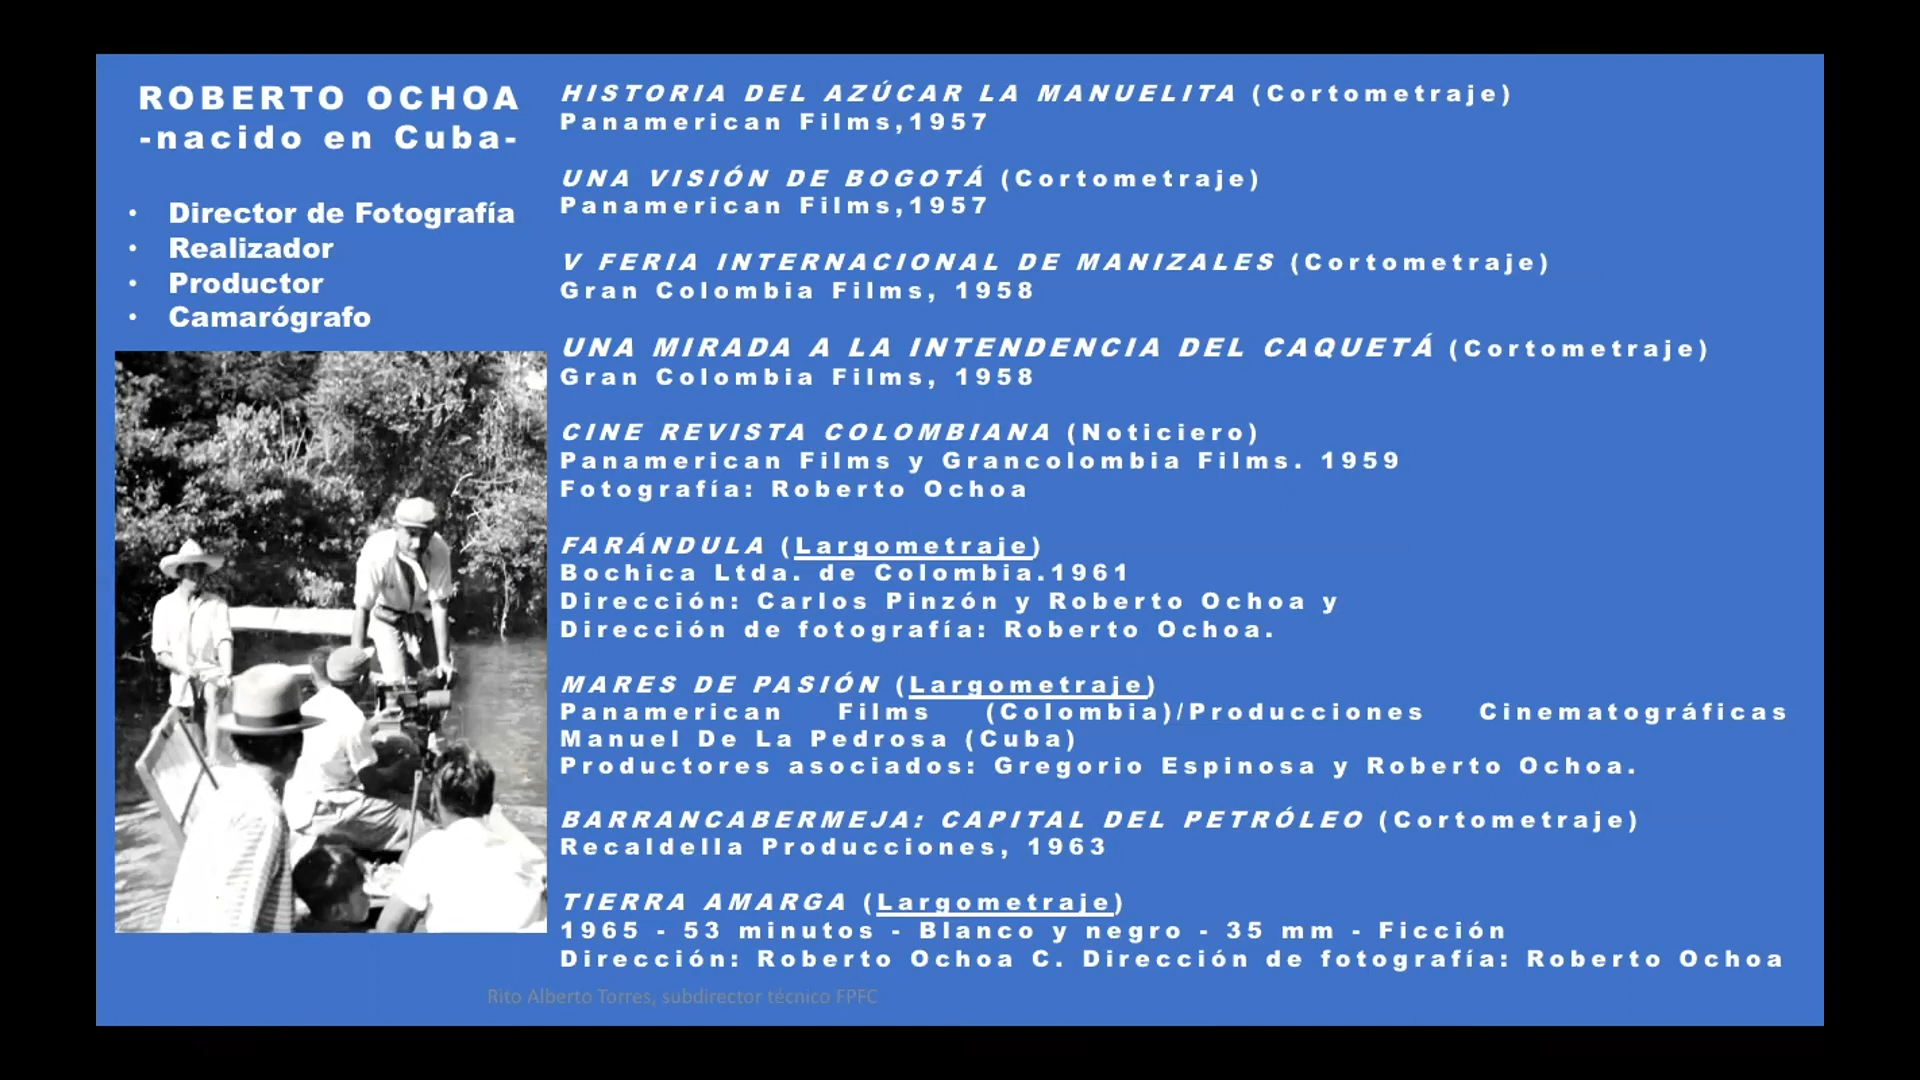 ROBERTO OCHOA
-nacido en Cuba-
• Director de Fotografía
• Realizador
• Productor
• Camarógrafo
HISTORIA DEL AZÚCAR LA MANUELITA (Cortometraje)
Panamerican Films,1957
UNA VISIÓN DE BOGOTÁ (Cortometraje)
Panamerican Films,1957
V FERIA INTERNACIONAL DE MANIZALES (Cortometraje)
Gran Colombia Films, 1958
UNA MIRADA A LA INTENDENCIA DEL CAQUETÁ (Cortometraje)
Gran Colombia Films, 1958
CINE REVISTA COLOMBIANA (Noticiero)
Panamerican Films y Grancolombia Films. 1959
Fotografía: Roberto Ochoa
FARÁNDULA (Largometraje)
Bochica Ltda. de Colombia.1961
Dirección: Carlos Pinzón y Roberto Ochoa y
Dirección de fotografía: Roberto Ochoa.
MARES DE PASIÓN (Largometraje)
Panamerican Films (Colombia)/Producciones Cinematográficas
Manuel De La Pedrosa (Cuba)
Productores asociados: Gregorio Espinosa y Roberto Ochoa.
BARRANCABERMEJA: CAPITAL DEL PETRÓLEO (Cortometraje)
Recaldella Producciones, 1963
TIERRA AMARGA (Largometraje)
1965 - 53 minutos - Blanco y negro - 35 mm - Ficción
Dirección: Roberto Ochoa C. Dirección de fotografía: Roberto Ochoa
Rito Alberto Torres, subdirector técnico FPFC